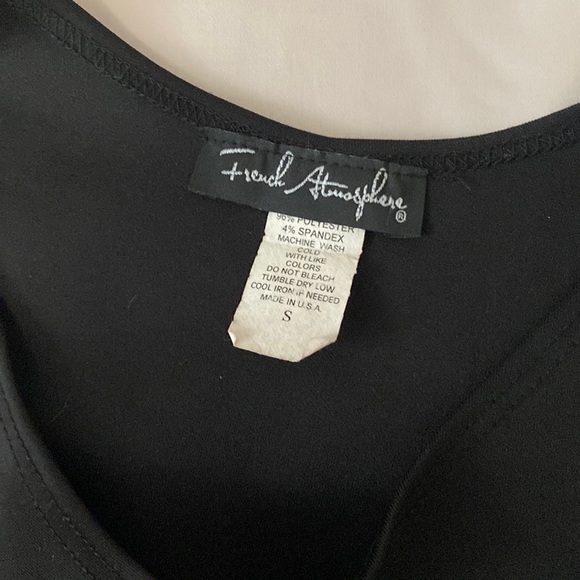 French Atmosphere®
96% POLYESTER
4% SPANDEX
MACHINE WASH
COLD
WITH LIKE
COLORS
DO NOT BLEACH
TUMBLE DRY LOW
COOL IRON IF NEEDED
MADE IN U.S.A.
S